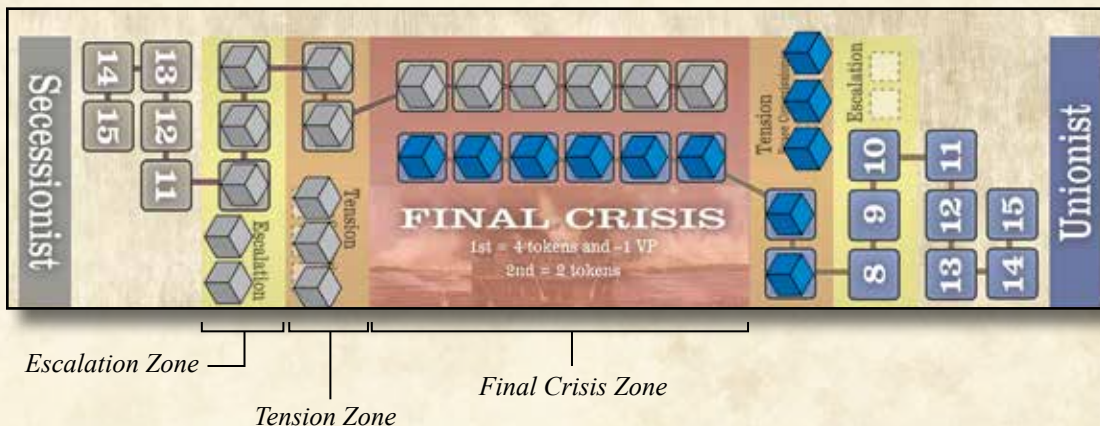 Secessionist
14 13
15 12
11
Escalation
Tension
FINAL CRISIS
1st = 4 tokens and –1 VP
2nd = 2 tokens
Tension
Escalation
10 11
9 12 15
8 13 14
Unionist
Escalation Zone
Tension Zone
Final Crisis Zone